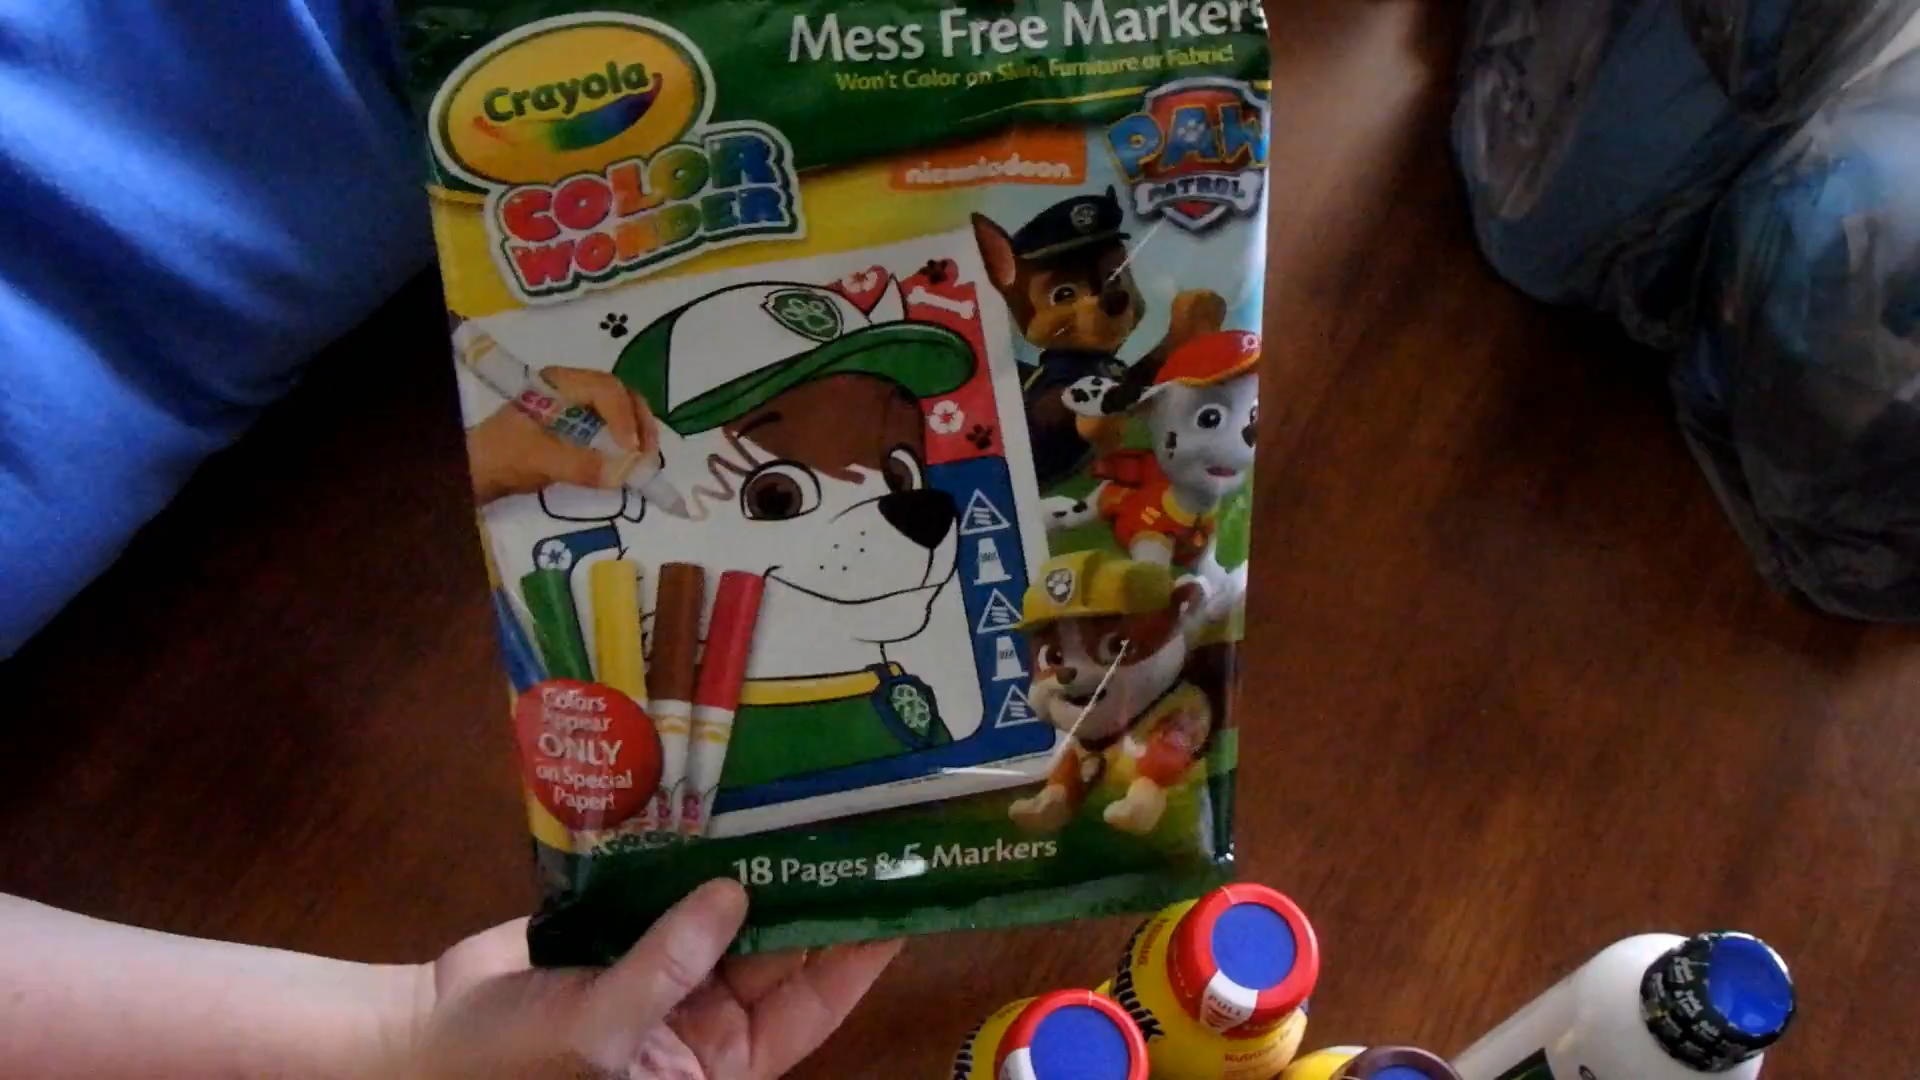 Mess Free Markers
Won't Color on Skin, Furniture or Fabric!
Crayola
COLOR
WONDER
nickelodeon
PAW
PATROL
Colors
Appear
ONLY
on Special
Paper!
18 Pages & 5 Markers
PULL